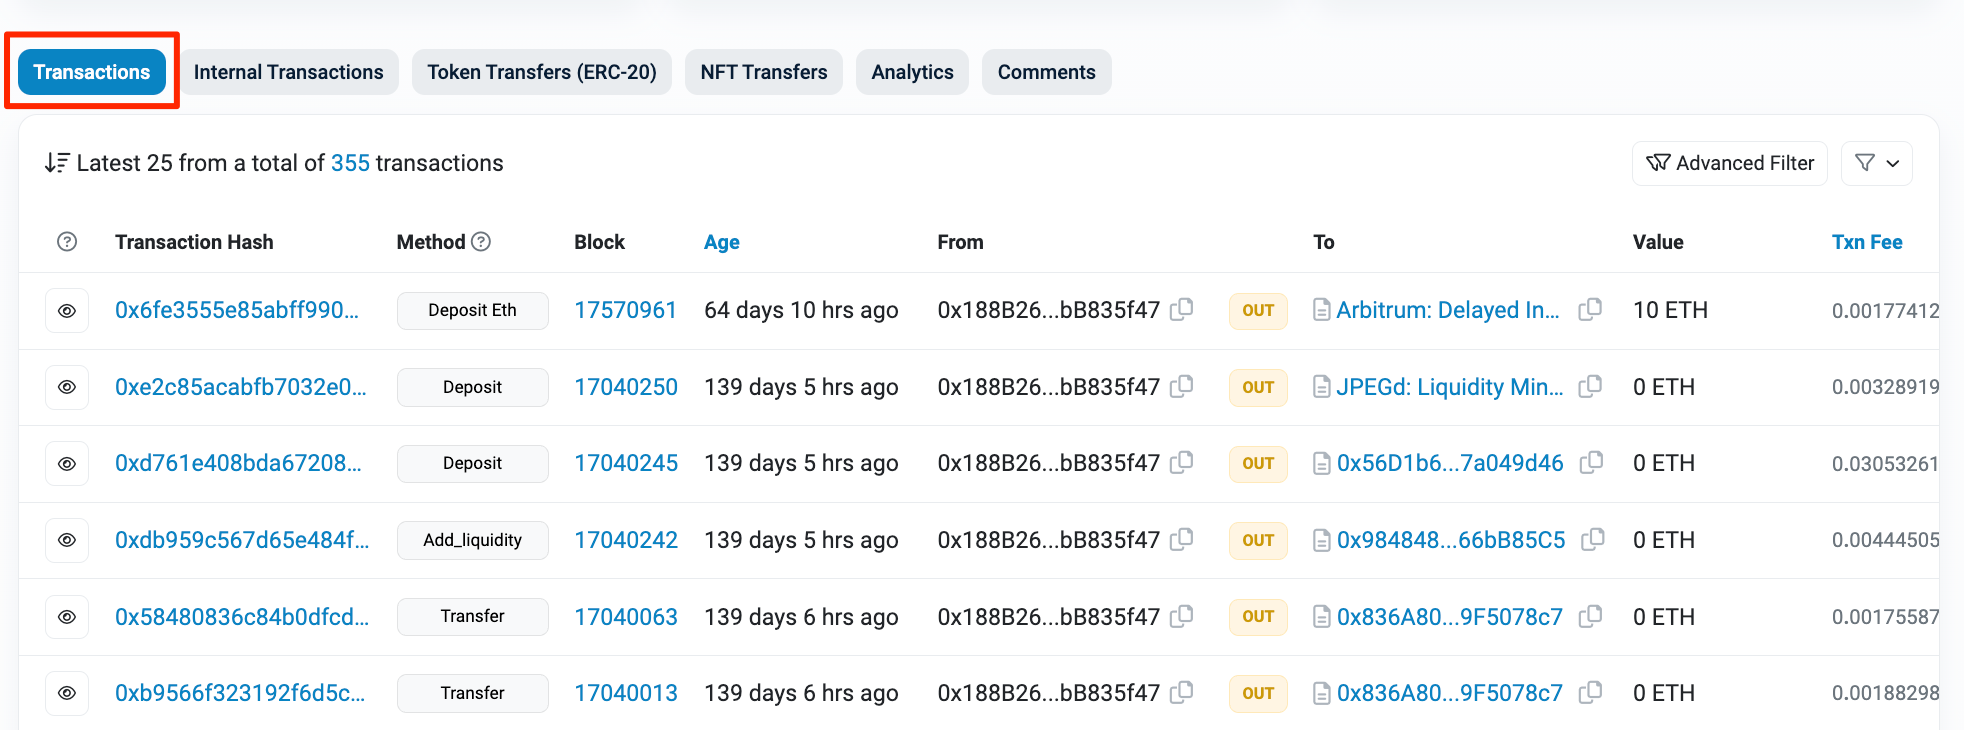 Transactions Internal Transactions Token Transfers (ERC-20) NFT Transfers Analytics Comments
Latest 25 from a total of 355 transactions Advanced Filter
Transaction Hash Method Block Age From To Value Txn Fee
0x6fe3555e85abff990... Deposit Eth 17570961 64 days 10 hrs ago 0x188B26...bB835f47 OUT Arbitrum: Delayed In... 10 ETH 0.00177412
0xe2c85acabfb7032e0... Deposit 17040250 139 days 5 hrs ago 0x188B26...bB835f47 OUT JPEGd: Liquidity Min... 0 ETH 0.00328919
0xd761e408bda67208... Deposit 17040245 139 days 5 hrs ago 0x188B26...bB835f47 OUT 0x56D1b6...7a049d46 0 ETH 0.03053261
0xdb959c567d65e484f... Add_liquidity 17040242 139 days 5 hrs ago 0x188B26...bB835f47 OUT 0x984848...66bB85C5 0 ETH 0.00444505
0x58480836c84b0dfcd... Transfer 17040063 139 days 6 hrs ago 0x188B26...bB835f47 OUT 0x836A80...9F5078c7 0 ETH 0.00175587
0xb9566f323192f6d5c... Transfer 17040013 139 days 6 hrs ago 0x188B26...bB835f47 OUT 0x836A80...9F5078c7 0 ETH 0.00188298